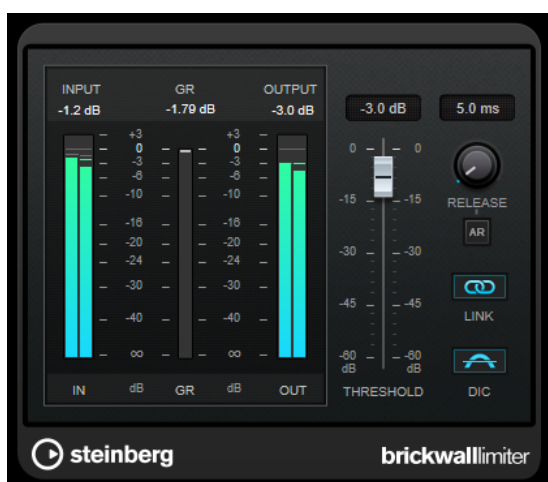 INPUT GR OUTPUT
-1.2 dB -1.79 dB -3.0 dB -3.0 dB 5.0 ms
+3 +3
0 0 0 0
-3 -3
-6 -6
-10 -10
-15 -15
RELEASE
-16 -16
AR
-20 -20
-24 -24
-30 -30
-30 -30
-45 -45
-40 -40
LINK
∞ ∞
-60 -60
dB dB
IN dB GR dB OUT
THRESHOLD DIC
steinberg brickwalllimiter